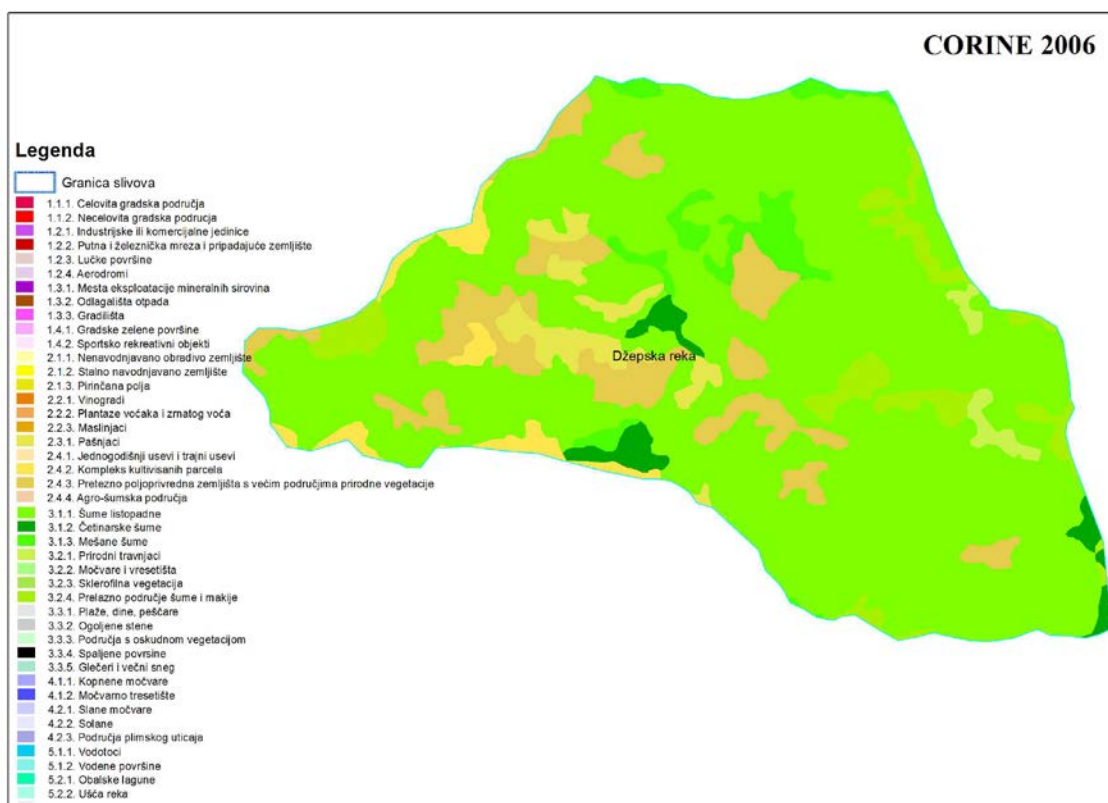 CORINE 2006
Legenda
Granica slivova
1.1.1. Celovita gradska područja
1.1.2. Necelovita gradska područja
1.2.1. Industrijske ili komercijalne jedinice
1.2.2. Putna i železnička mreza i pripadajuće zemljište
1.2.3. Lučke površine
1.2.4. Aerodromi
1.3.1. Mesta eksploatacije mineralnih sirovina
1.3.2. Odlagališta otpada
1.3.3. Gradilišta
1.4.1. Gradske zelene površine
1.4.2. Sportsko rekreativni objekti
2.1.1. Nenavodnjavano obradivo zemljište
2.1.2. Stalno navodnjavano zemljište
2.1.3. Pirinčana polja
2.2.1. Vinogradi
2.2.2. Plantaze voćaka i zrnatog voća
2.2.3. Maslinjaci
2.3.1. Pašnjaci
2.4.1. Jednogodišnji usevi i trajni usevi
2.4.2. Kompleks kultivisanih parcela
2.4.3. Pretezno poljoprivredna zemljišta s većim područjima prirodne vegetacije
2.4.4. Agro-šumska područja
3.1.1. Šume listopadne
3.1.2. Četinarske šume
3.1.3. Mešane šume
3.2.1. Prirodni travnjaci
3.2.2. Močvare i vresetišta
3.2.3. Sklerofilna vegetacija
3.2.4. Prelazno područje šume i makije
3.3.1. Plaže, dine, peščare
3.3.2. Ogoljene stene
3.3.3. Područja s oskudnom vegetacijom
3.3.4. Spaljene povrsine
3.3.5. Glečeri i večni sneg
4.1.1. Kopnene močvare
4.1.2. Močvarno tresetište
4.2.1. Slane močvare
4.2.2. Solane
4.2.3. Područja plimskog uticaja
5.1.1. Vodotoci
5.1.2. Vodene površine
5.2.1. Obalske lagune
5.2.2. Ušća reka
Džepska reka